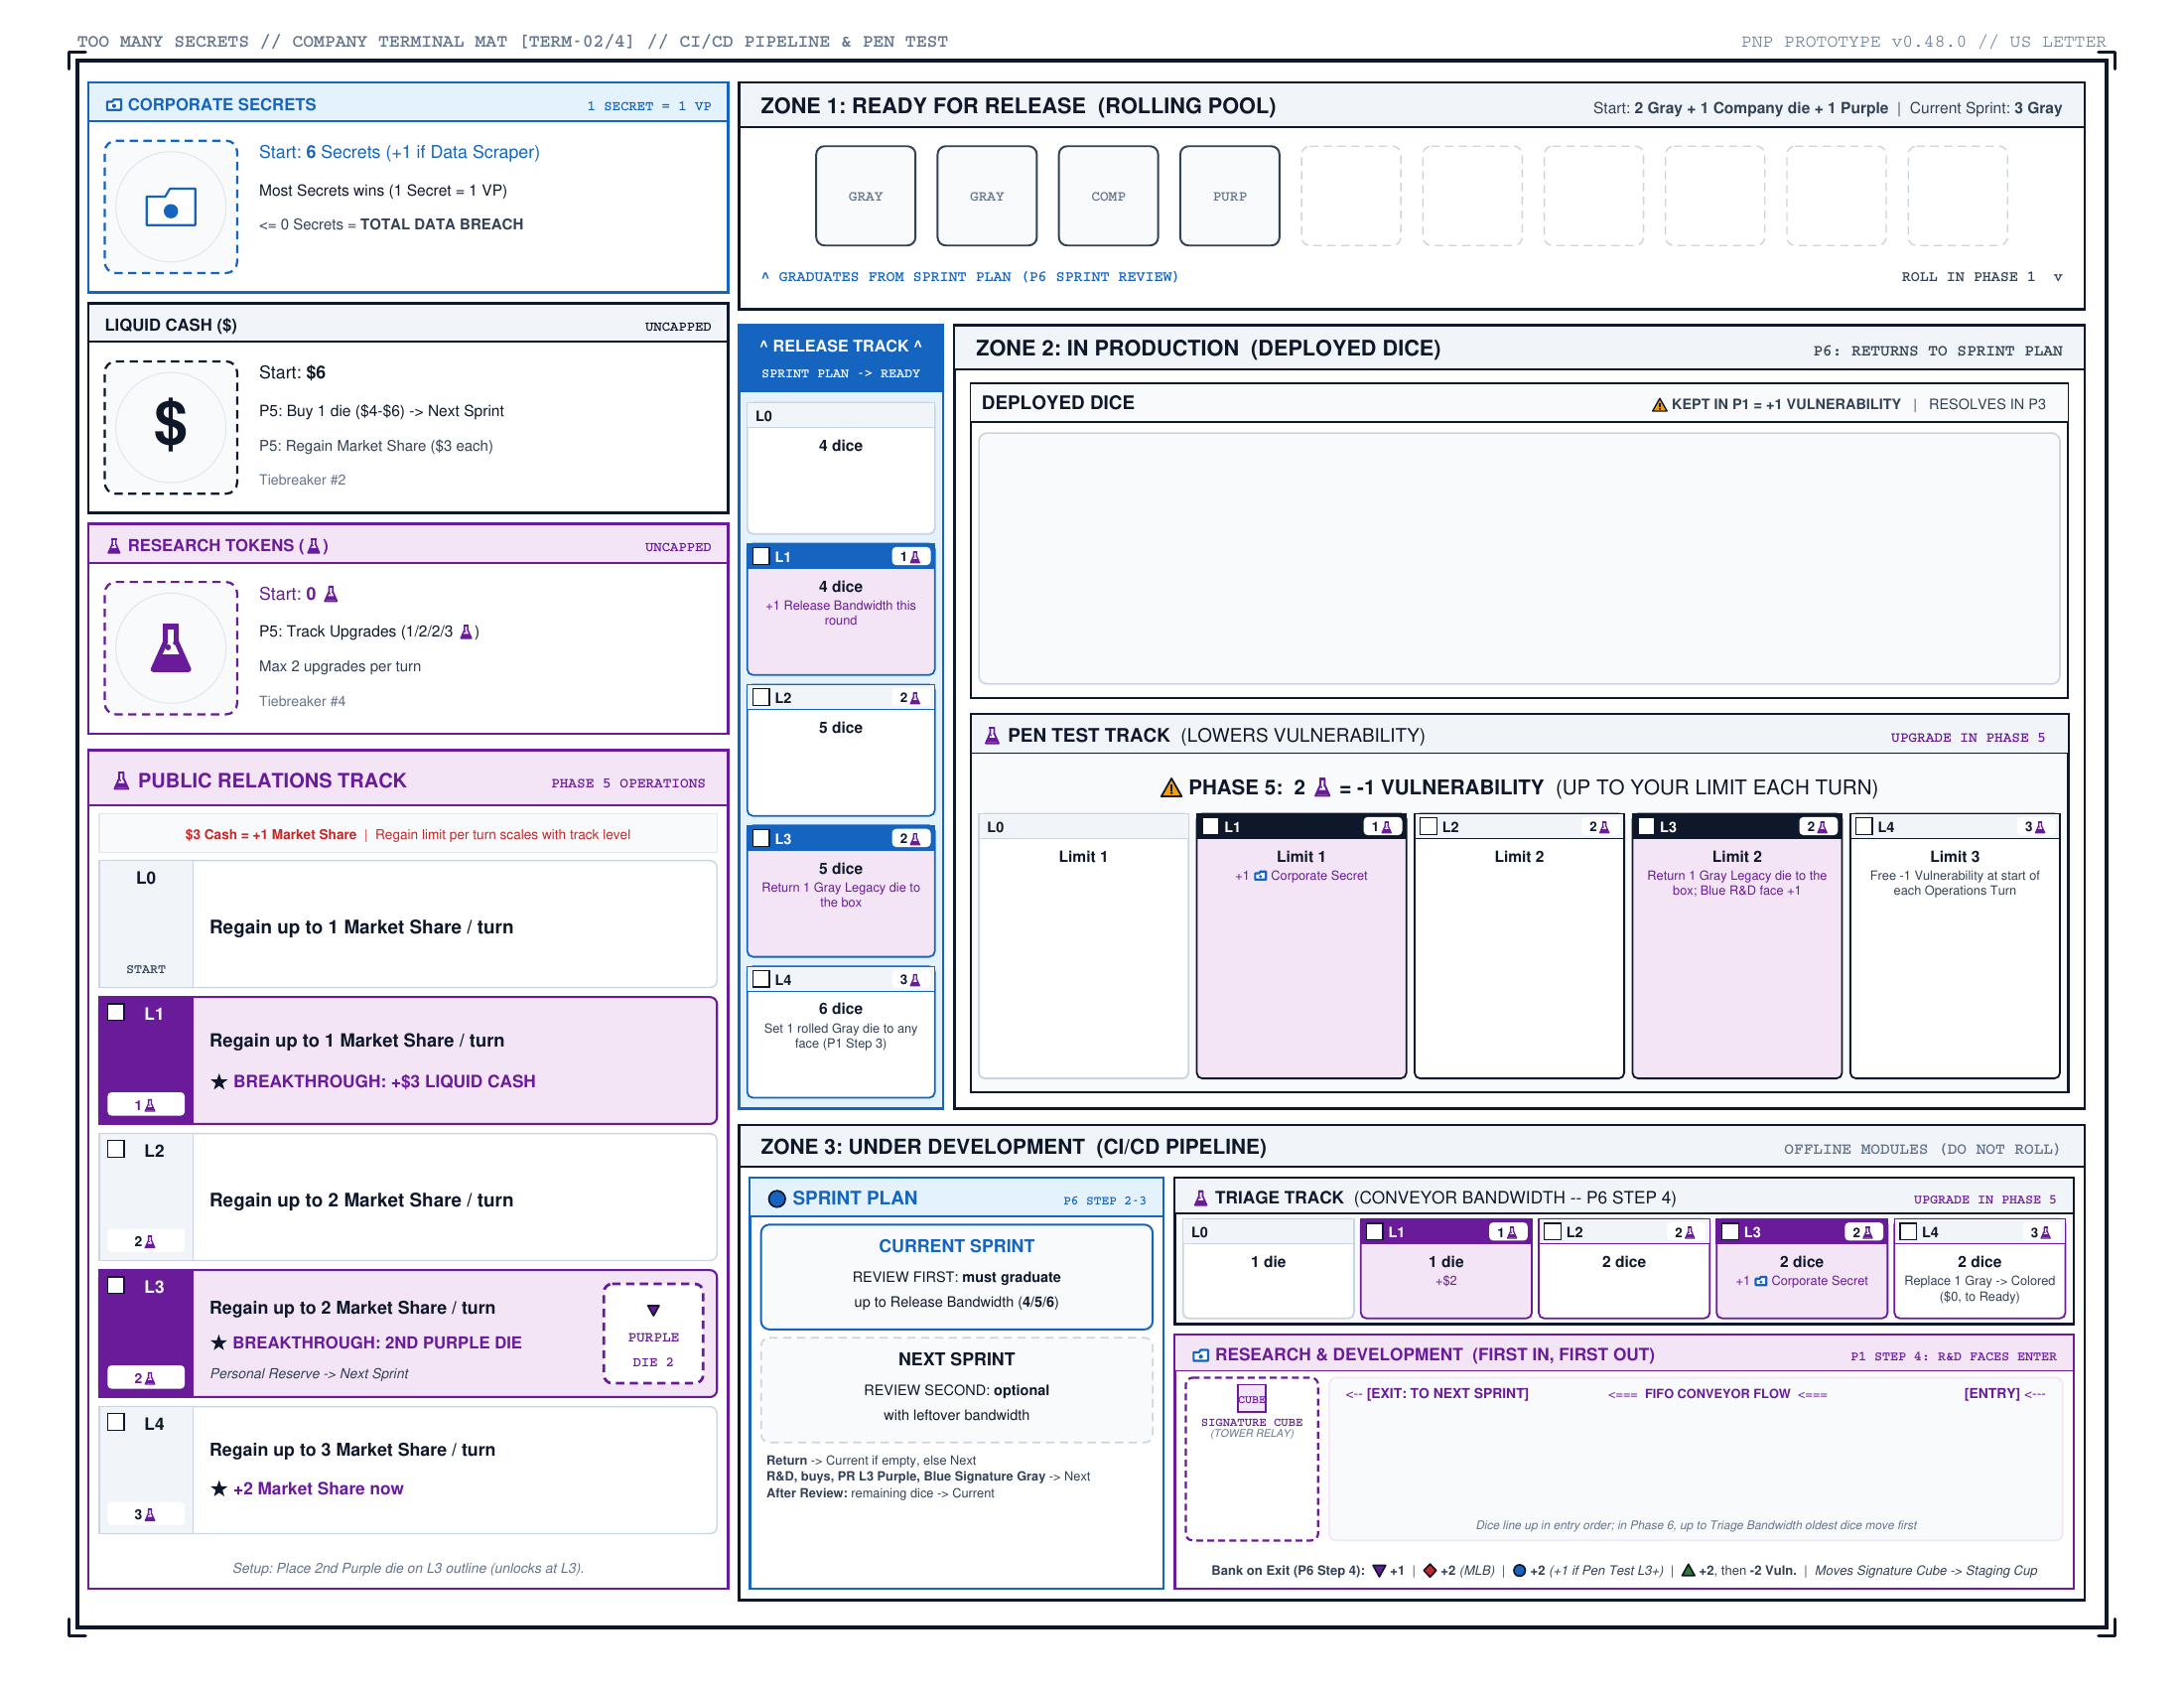 TOO MANY SECRETS // COMPANY TERMINAL MAT [TERM-02/4] // CI/CD PIPELINE & PEN TEST
PNP PROTOTYPE v0.48.0 // US LETTER
CORPORATE SECRETS
1 SECRET = 1 VP
Start: 6 Secrets (+1 if Data Scraper)
Most Secrets wins (1 Secret = 1 VP)
<= 0 Secrets = TOTAL DATA BREACH
LIQUID CASH ($)
UNCAPPED
$
Start: $6
P5: Buy 1 die ($4-$6) -> Next Sprint
P5: Regain Market Share ($3 each)
Tiebreaker #2
RESEARCH TOKENS ( )
UNCAPPED
Start: 0
P5: Track Upgrades (1/2/2/3 )
Max 2 upgrades per turn
Tiebreaker #4
PUBLIC RELATIONS TRACK
PHASE 5 OPERATIONS
$3 Cash = +1 Market Share | Regain limit per turn scales with track level
L0
START
Regain up to 1 Market Share / turn
L1
1
Regain up to 1 Market Share / turn
★ BREAKTHROUGH: +$3 LIQUID CASH
L2
2
Regain up to 2 Market Share / turn
L3
2
Regain up to 2 Market Share / turn
★ BREAKTHROUGH: 2ND PURPLE DIE
Personal Reserve -> Next Sprint
PURPLE
DIE 2
L4
3
Regain up to 3 Market Share / turn
★ +2 Market Share now
Setup: Place 2nd Purple die on L3 outline (unlocks at L3).
ZONE 1: READY FOR RELEASE (ROLLING POOL)
Start: 2 Gray + 1 Company die + 1 Purple | Current Sprint: 3 Gray
GRAY
GRAY
COMP
PURP
^ GRADUATES FROM SPRINT PLAN (P6 SPRINT REVIEW)
ROLL IN PHASE 1 v
^ RELEASE TRACK ^
SPRINT PLAN -> READY
L0
4 dice
L1
1
4 dice
+1 Release Bandwidth this
round
L2
2
5 dice
L3
2
5 dice
Return 1 Gray Legacy die to
the box
L4
3
6 dice
Set 1 rolled Gray die to any
face (P1 Step 3)
ZONE 2: IN PRODUCTION (DEPLOYED DICE)
P6: RETURNS TO SPRINT PLAN
DEPLOYED DICE
KEPT IN P1 = +1 VULNERABILITY | RESOLVES IN P3
PEN TEST TRACK (LOWERS VULNERABILITY)
UPGRADE IN PHASE 5
PHASE 5: 2 = -1 VULNERABILITY (UP TO YOUR LIMIT EACH TURN)
L0
Limit 1
L1
1
Limit 1
+1 Corporate Secret
L2
2
Limit 2
L3
2
Limit 2
Return 1 Gray Legacy die to the
box; Blue R&D face +1
L4
3
Limit 3
Free -1 Vulnerability at start of
each Operations Turn
ZONE 3: UNDER DEVELOPMENT (CI/CD PIPELINE)
OFFLINE MODULES (DO NOT ROLL)
SPRINT PLAN
P6 STEP 2-3
CURRENT SPRINT
REVIEW FIRST: must graduate
up to Release Bandwidth (4/5/6)
NEXT SPRINT
REVIEW SECOND: optional
with leftover bandwidth
Return -> Current if empty, else Next
R&D, buys, PR L3 Purple, Blue Signature Gray -> Next
After Review: remaining dice -> Current
TRIAGE TRACK (CONVEYOR BANDWIDTH -- P6 STEP 4)
UPGRADE IN PHASE 5
L0
1 die
L1
1
1 die
+$2
L2
2
2 dice
L3
2
2 dice
+1 Corporate Secret
L4
3
2 dice
Replace 1 Gray -> Colored
($0, to Ready)
RESEARCH & DEVELOPMENT (FIRST IN, FIRST OUT)
P1 STEP 4: R&D FACES ENTER
CUBE
SIGNATURE CUBE
(TOWER RELAY)
<-- [EXIT: TO NEXT SPRINT]
<=== FIFO CONVEYOR FLOW <===
[ENTRY] <---
Dice line up in entry order; in Phase 6, up to Triage Bandwidth oldest dice move first
Bank on Exit (P6 Step 4): ▼ +1 | ◆ +2 (MLB) | ● +2 (+1 if Pen Test L3+) | ▲ +2, then -2 Vuln. | Moves Signature Cube -> Staging Cup